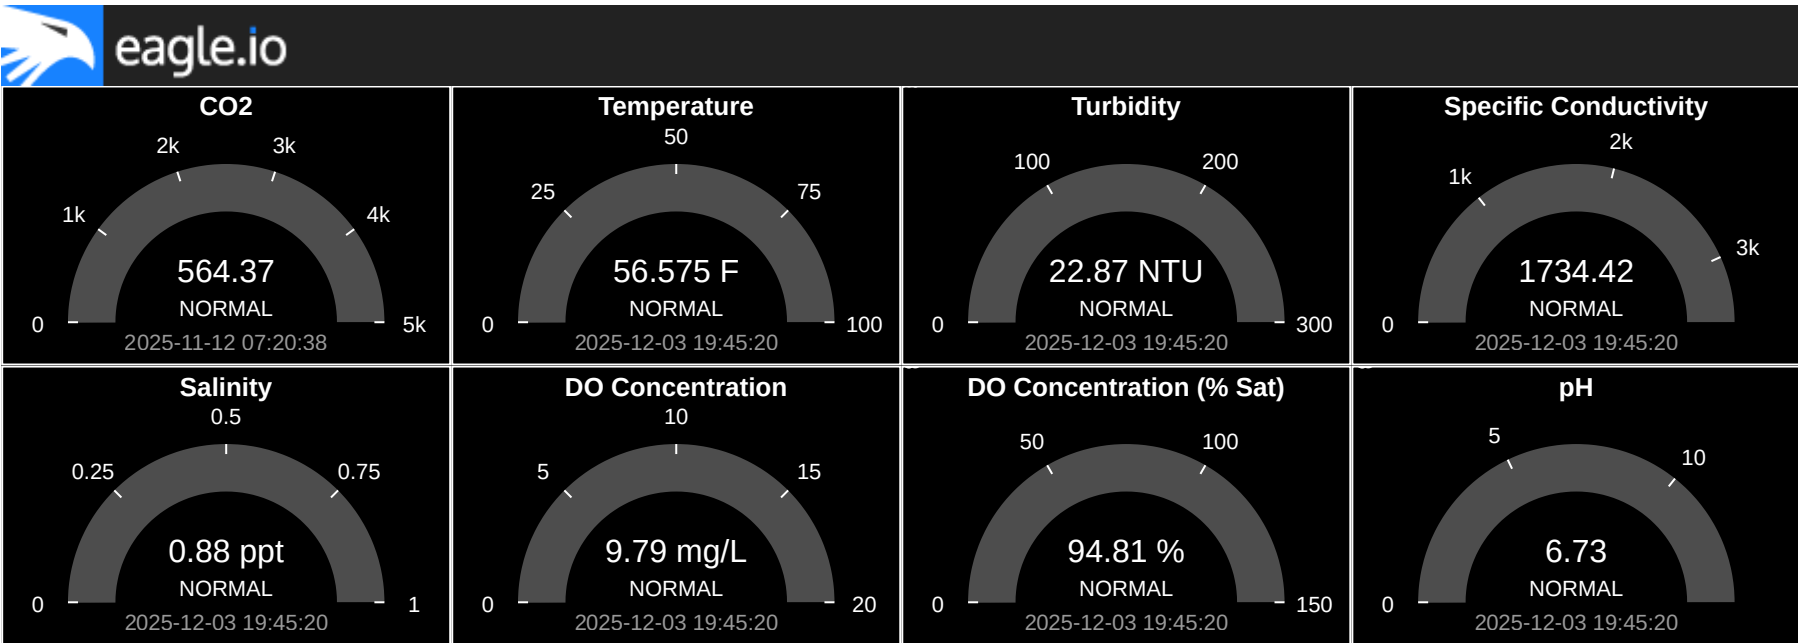 eagle.io
CO2
2k
3k
1k
4k
564.37
NORMAL
0
5k
2025-11-12 07:20:38
Temperature
50
25
75
56.575 F
NORMAL
0
100
2025-12-03 19:45:20
Turbidity
100
200
22.87 NTU
NORMAL
0
300
2025-12-03 19:45:20
Specific Conductivity
2k
1k
3k
1734.42
NORMAL
0
2025-12-03 19:45:20
Salinity
0.5
0.25
0.75
0.88 ppt
NORMAL
0
1
2025-12-03 19:45:20
DO Concentration
10
5
15
9.79 mg/L
NORMAL
0
20
2025-12-03 19:45:20
DO Concentration (% Sat)
50
100
94.81 %
NORMAL
0
150
2025-12-03 19:45:20
pH
5
10
6.73
NORMAL
0
2025-12-03 19:45:20